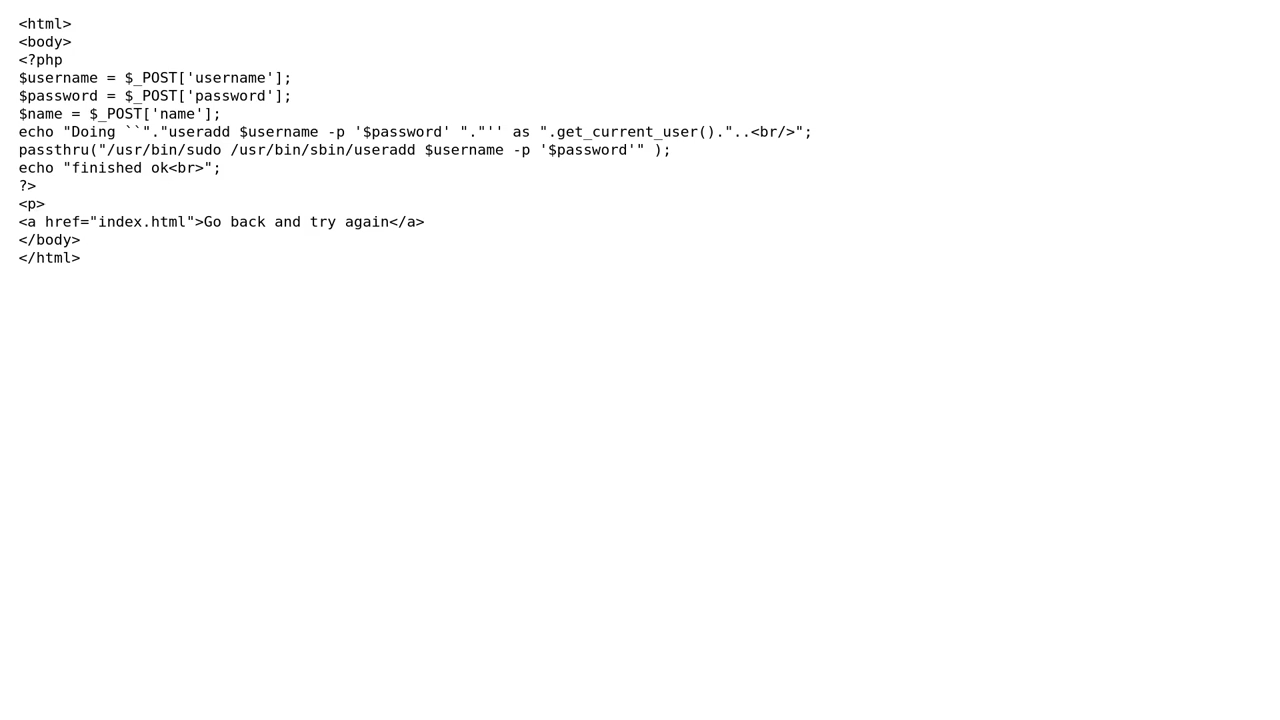 <html>
<body>
<?php
$username = $_POST['username'];
$password = $_POST['password'];
$name = $_POST['name'];
echo "Doing ``"."useradd $username -p '$password' "."'' as ".get_current_user()."..<br/>";
passthru("/usr/bin/sudo /usr/bin/sbin/useradd $username -p '$password'" );
echo "finished ok<br>";
?>
<p>
<a href="index.html">Go back and try again</a>
</body>
</html>